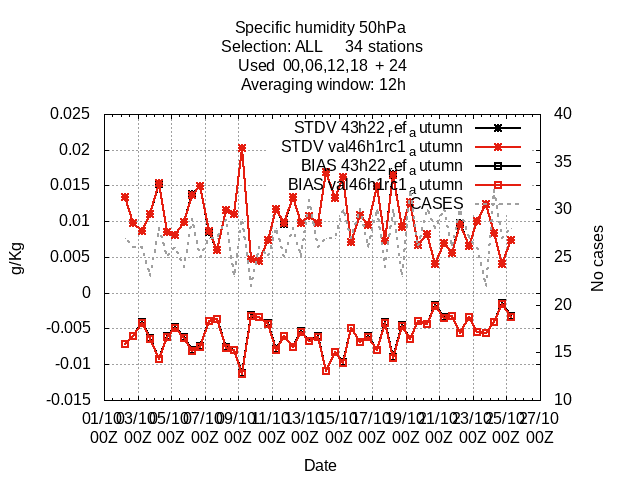 Specific humidity 50hPa
Selection: ALL 34 stations
Used 00,06,12,18 + 24
Averaging window: 12h
STDV 43h22refautumn
STDV val46h1rc1autumn
BIAS 43h22refautumn
BIAS val46h1rc1autumn
CASES
0.025
0.02
0.015
0.01
0.005
0
-0.005
-0.01
-0.015
g/Kg
40
35
30
25
20
15
10
No cases
01/10 03/10 05/10 07/10 09/10 11/10 13/10 15/10 17/10 19/10 21/10 23/10 25/10 27/10
00Z 00Z 00Z 00Z 00Z 00Z 00Z 00Z 00Z 00Z 00Z 00Z 00Z 00Z
Date